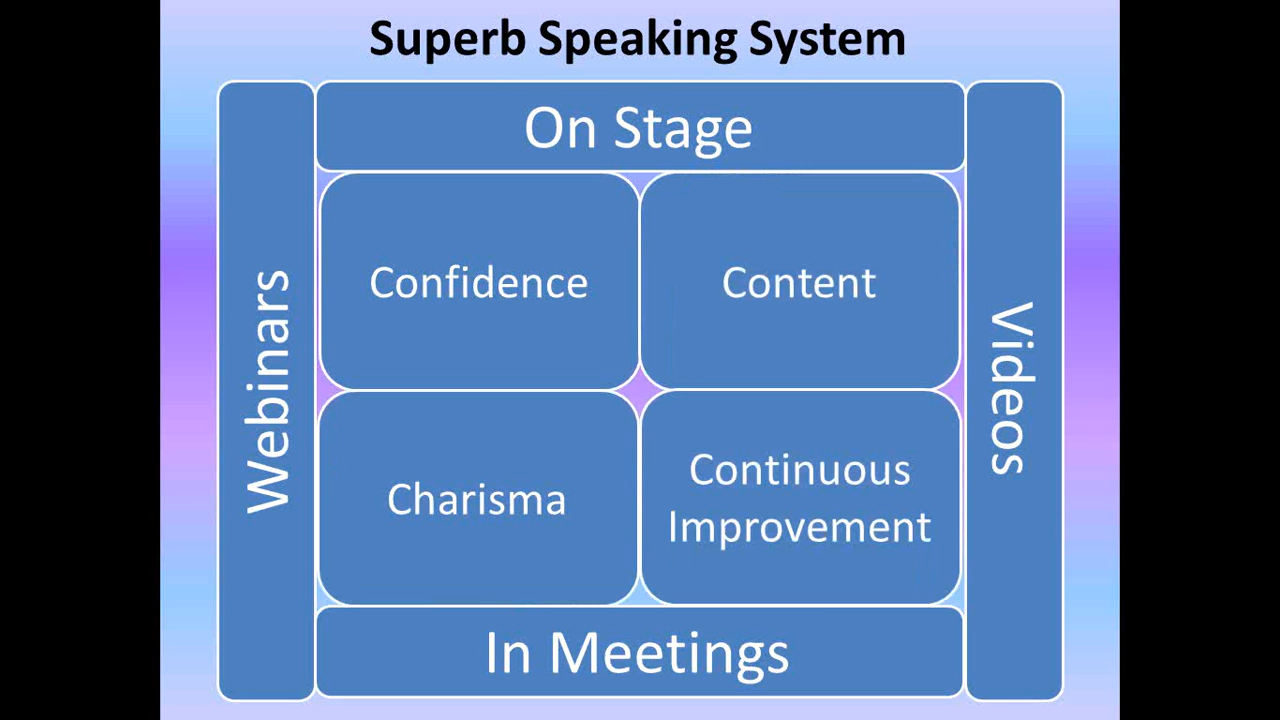 Superb Speaking System
On Stage
Webinars
Confidence
Content
Videos
Charisma
Continuous
Improvement
In Meetings